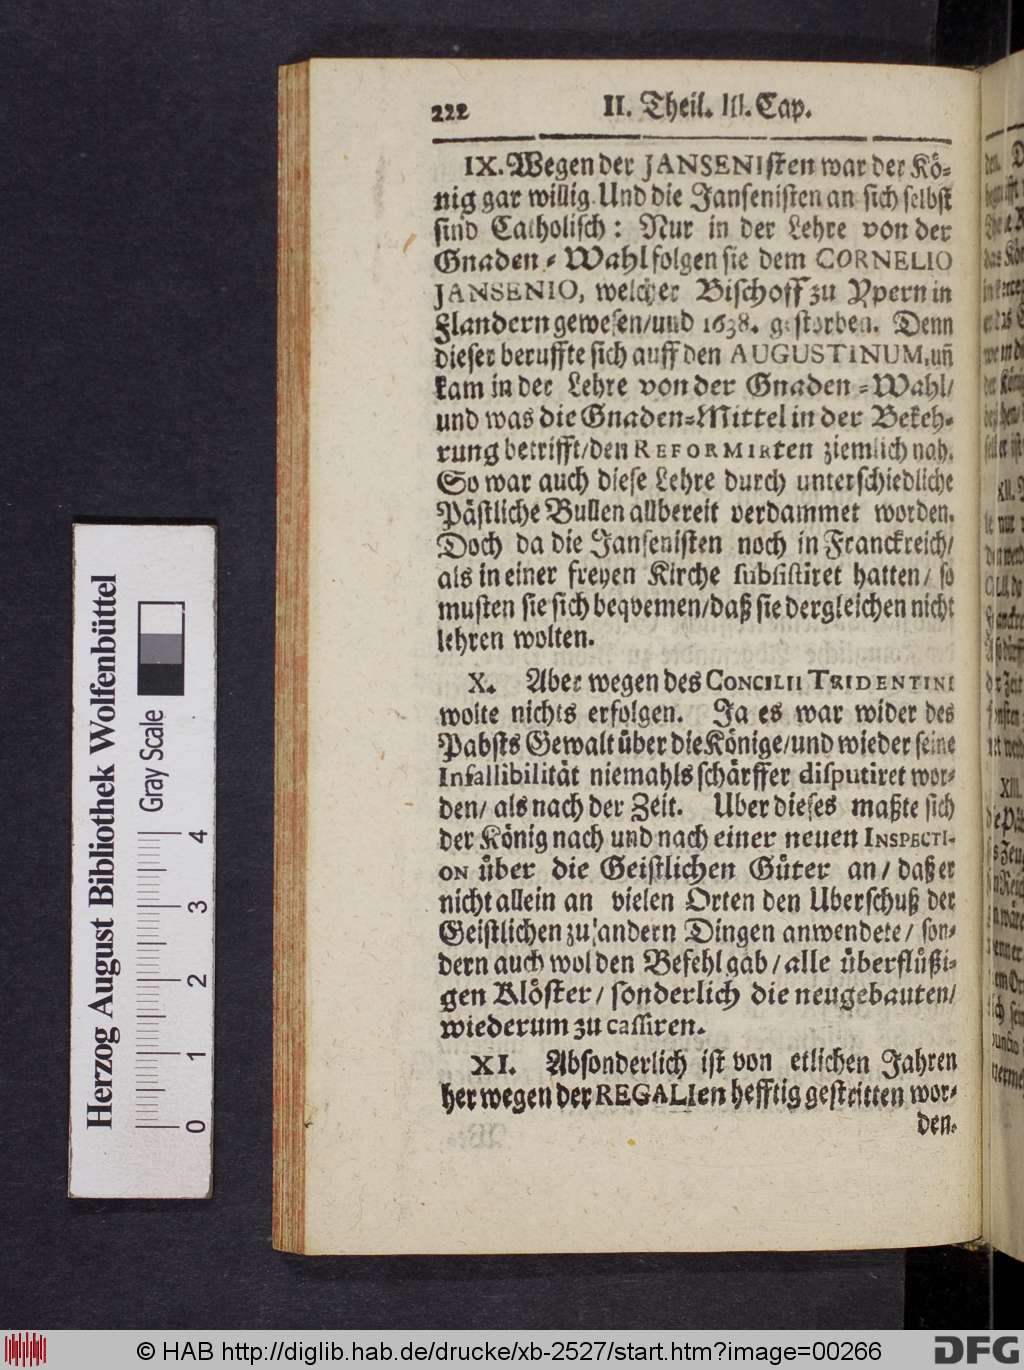 222 II. Theil. III. Cap.
IX. Wegen der JANSENIſten war der Kö-
nig gar willig. Und die Janſeniſten an ſich ſelbſt
ſind Catholiſch: Nur in der Lehre von der
Gnaden-Wahl folgen ſie dem CORNELIO
JANSENIO, welcher Biſchoff zu Ypern in
Flandern geweſen/ und 1638. geſtorben. Denn
dieſer beruffte ſich auff den AUGUSTINUM, uñ
kam in der Lehre von der Gnaden-Wahl/
und was die Gnaden-Mittel in der Bekeh-
rung betrifft/ den REFORMIRten ziemlich nah.
So war auch dieſe Lehre durch unterſchiedliche
Päſtliche Bullen allbereit verdammet worden.
Doch da die Janſeniſten noch in Franckreich/
als in einer freyen Kirche ſubſiſtiret hatten/ ſo
muſten ſie ſich beqvemen/ daß ſie dergleichen nicht
lehren wolten.
X. Aber wegen des CONCILII TRIDENTINI
wolte nichts erfolgen. Ja es war wider des
Pabſts Gewalt über die Könige/ und wieder ſeine
Infallibilität niemahls ſchärffer diſputiret wor-
den/ als nach der Zeit. Uber dieſes maßte ſich
der König nach und nach einer neuen INSPECTI-
ON über die Geiſtlichen Güter an/ daß er
nicht allein an vielen Orten den Uberſchuß der
Geiſtlichen zu andern Dingen anwendete/ ſon-
dern auch wol den Befehl gab/ alle überflüßi-
gen Klöſter/ ſonderlich die neugebauten/
wiederum zu caſſiren.
XI. Abſonderlich iſt von etlichen Jahren
her wegen der REGALIen hefftig geſtritten wor-
den.
Herzog August Bibliothek Wolfenbüttel
Gray Scale
0 1 2 3 4
© HAB http://diglib.hab.de/drucke/xb-2527/start.htm?image=00266
DFG